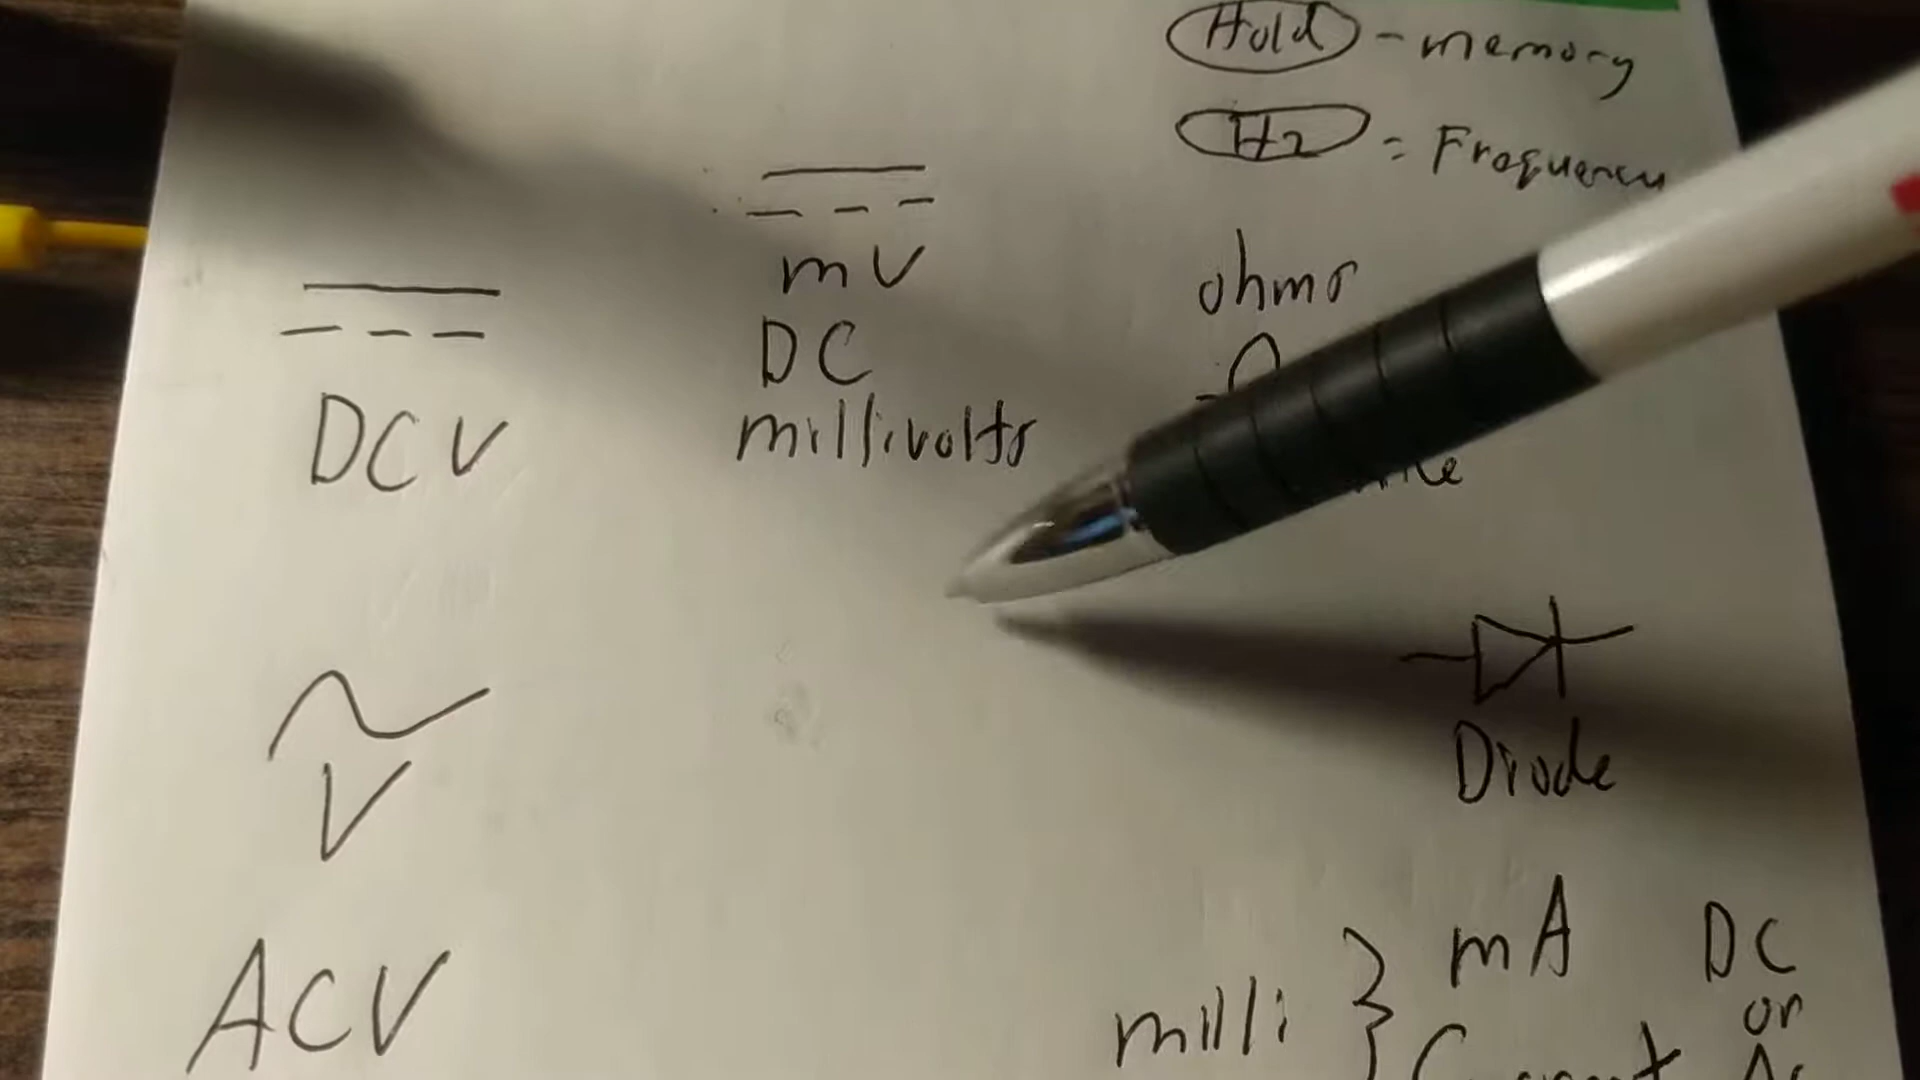 Hold - memory
Hz = Frequency
mV
DC
millivolts
DCV
ohms
Ω
V
ACV
Diode
mA DC
or
milli }